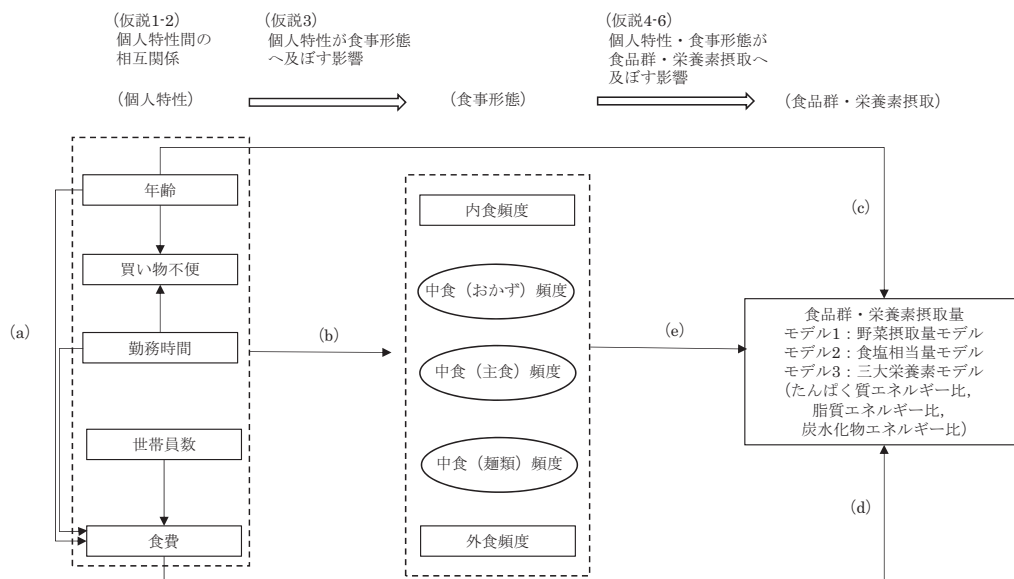 (仮説1-2)
個人特性間の
相互関係
(仮説3)
個人特性が食事形態
へ及ぼす影響
(仮説4-6)
個人特性・食事形態が
食品群・栄養素摂取へ
及ぼす影響
(個人特性)
(食事形態)
(食品群・栄養素摂取)
年齢
買い物不便
勤務時間
世帯員数
食費
(a)
(b)
内食頻度
中食（おかず）頻度
中食（主食）頻度
中食（麺類）頻度
外食頻度
(c)
(e)
食品群・栄養素摂取量
モデル1：野菜摂取量モデル
モデル2：食塩相当量モデル
モデル3：三大栄養素モデル
(たんぱく質エネルギー比,
脂質エネルギー比,
炭水化物エネルギー比)
(d)